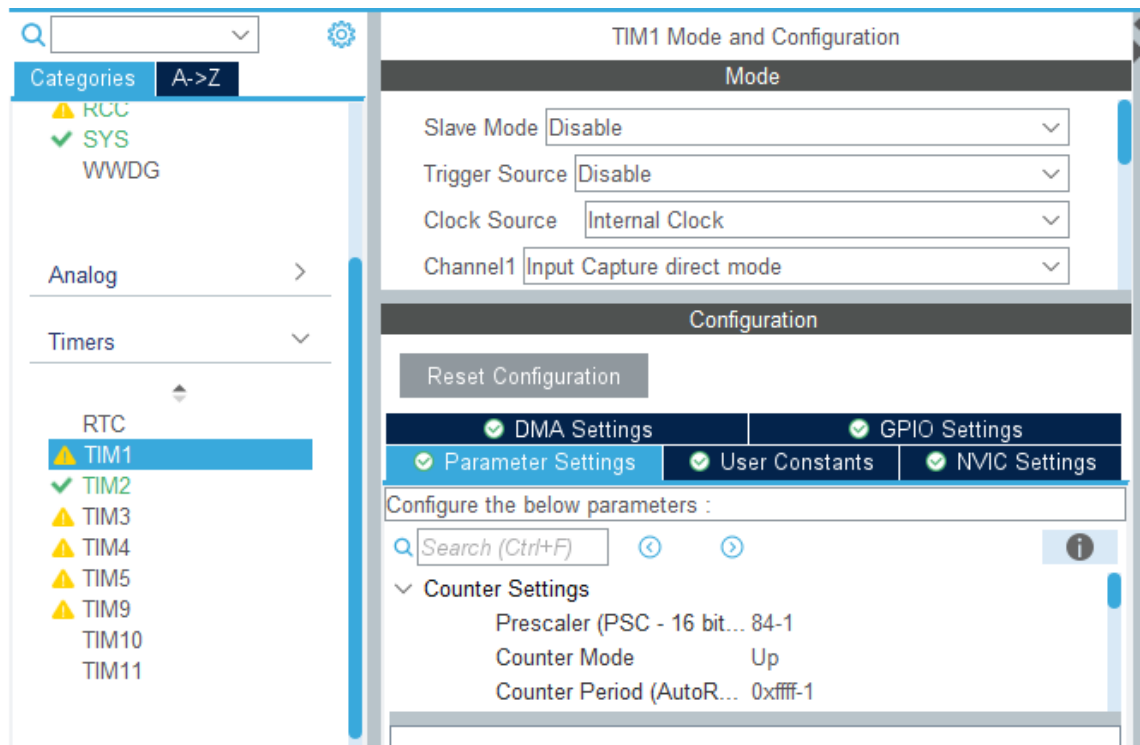 TIM1 Mode and Configuration
Categories A->Z
Mode
RCC
SYS
WWDG
Analog
Timers
RTC
TIM1
TIM2
TIM3
TIM4
TIM5
TIM9
TIM10
TIM11
Slave Mode Disable
Trigger Source Disable
Clock Source Internal Clock
Channel1 Input Capture direct mode
Configuration
Reset Configuration
DMA Settings GPIO Settings
Parameter Settings User Constants NVIC Settings
Configure the below parameters :
Search (Ctrl+F)
Counter Settings
Prescaler (PSC - 16 bit... 84-1
Counter Mode Up
Counter Period (AutoR... 0xffff-1